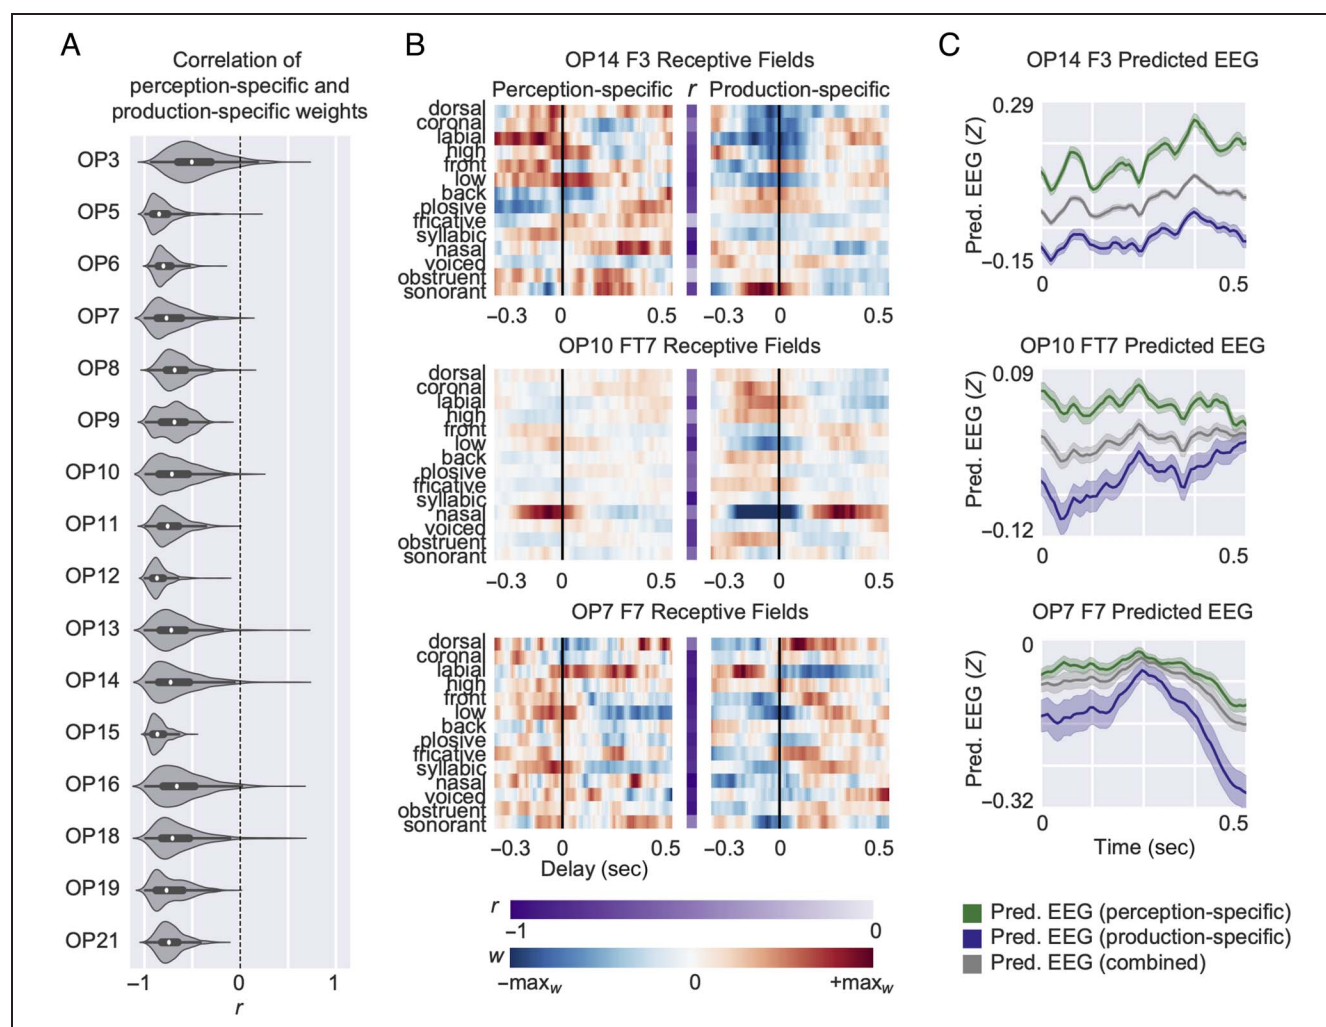 A
Correlation of
perception-specific and
production-specific weights
OP3
OP5
OP6
OP7
OP8
OP9
OP10
OP11
OP12
OP13
OP14
OP15
OP16
OP18
OP19
OP21
−1 0 1
r
B
OP14 F3 Receptive Fields
Perception-specific r Production-specific
dorsal
coronal
labial
high
front
low
back
plosive
fricative
syllabic
nasal
voiced
obstruent
sonorant
−0.3 0 0.5 −0.3 0 0.5
OP10 FT7 Receptive Fields
dorsal
coronal
labial
high
front
low
back
plosive
fricative
syllabic
nasal
voiced
obstruent
sonorant
−0.3 0 0.5 −0.3 0 0.5
OP7 F7 Receptive Fields
dorsal
coronal
labial
high
front
low
back
plosive
fricative
syllabic
nasal
voiced
obstruent
sonorant
−0.3 0 0.5 −0.3 0 0.5
Delay (sec)
r
−1 0
w
−maxw 0 +maxw
C
OP14 F3 Predicted EEG
0.29
Pred. EEG (Z)
−0.15
0 0.5
OP10 FT7 Predicted EEG
0.09
Pred. EEG (Z)
−0.12
0 0.5
OP7 F7 Predicted EEG
0
Pred. EEG (Z)
−0.32
0 0.5
Time (sec)
Pred. EEG (perception-specific)
Pred. EEG (production-specific)
Pred. EEG (combined)